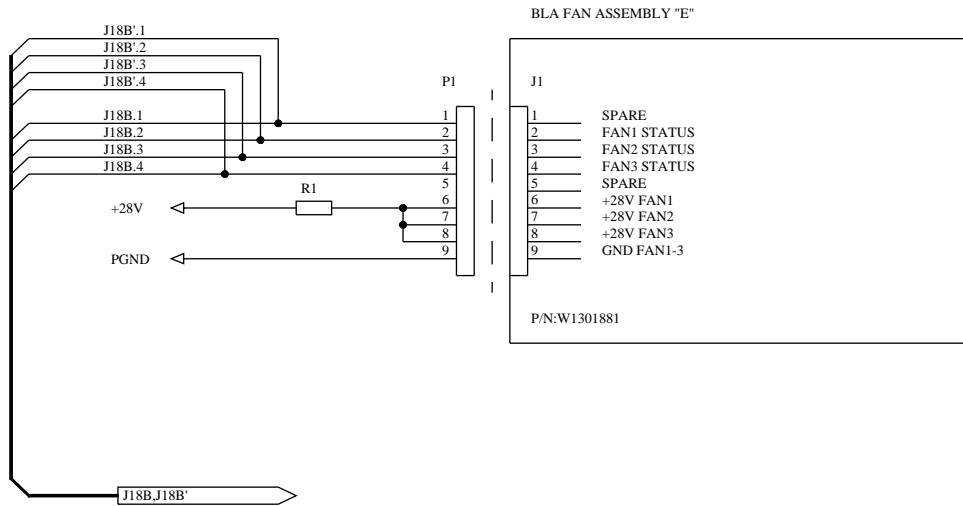 BLA FAN ASSEMBLY "E"
J18B'.1
J18B'.2
J18B'.3
J18B'.4
P1 J1
J18B.1 1 1 SPARE
J18B.2 2 2 FAN1 STATUS
J18B.3 3 3 FAN2 STATUS
J18B.4 4 4 FAN3 STATUS
5 5 SPARE
R1
+28V 6 6 +28V FAN1
7 7 +28V FAN2
8 8 +28V FAN3
PGND 9 9 GND FAN1-3
P/N:W1301881
J18B,J18B'